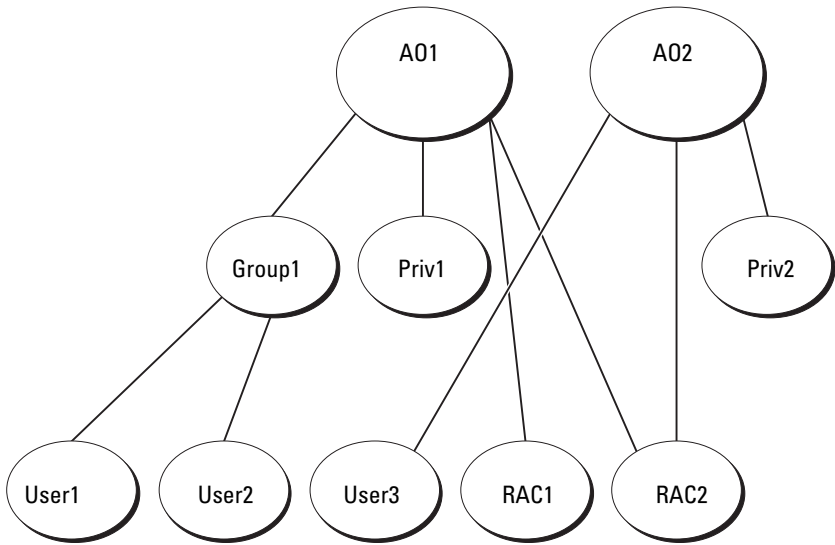 AO1
AO2
Group1
Priv1
Priv2
User1
User2
User3
RAC1
RAC2